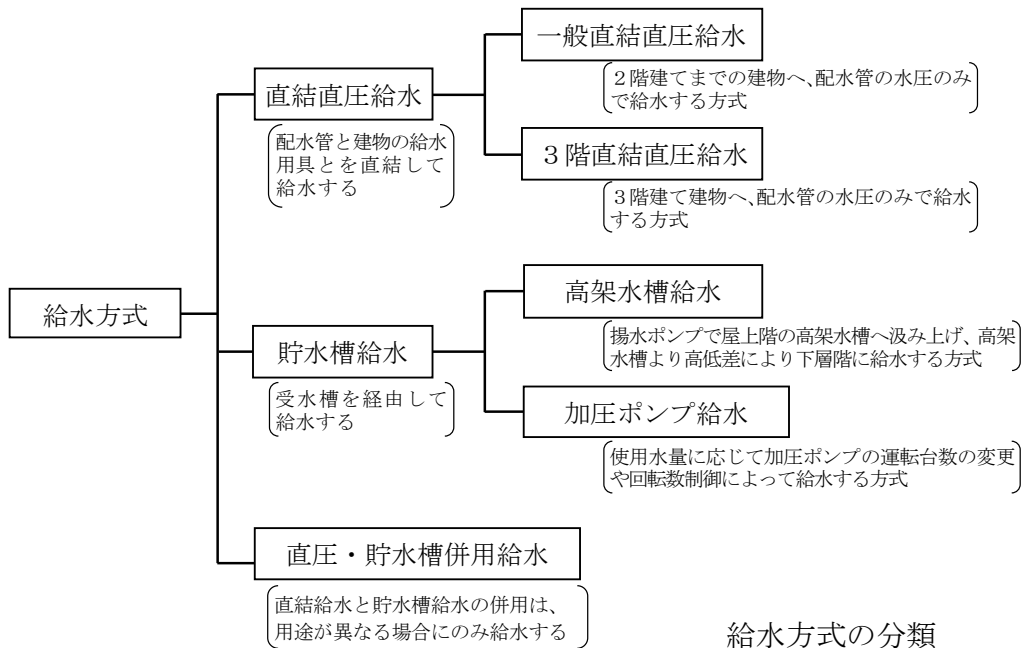 給水方式
直結直圧給水
配水管と建物の給水
用具とを直結して
給水する
一般直結直圧給水
２階建てまでの建物へ、配水管の水圧のみ
で給水する方式
３階直結直圧給水
３階建て建物へ、配水管の水圧のみで給水
する方式
貯水槽給水
受水槽を経由して
給水する
高架水槽給水
揚水ポンプで屋上階の高架水槽へ汲み上げ、高架
水槽より高低差により下層階に給水する方式
加圧ポンプ給水
使用水量に応じて加圧ポンプの運転台数の変更
や回転数制御によって給水する方式
直圧・貯水槽併用給水
直結給水と貯水槽給水の併用は、
用途が異なる場合にのみ給水する
給水方式の分類